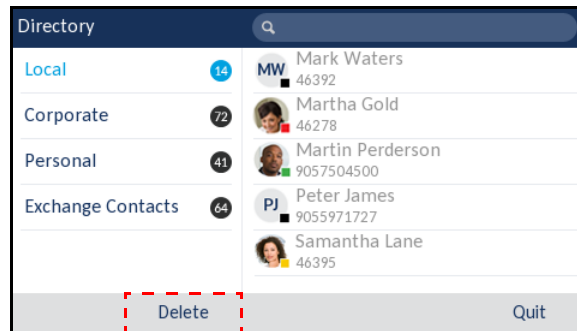 Directory
Local 14
Corporate 72
Personal 41
Exchange Contacts 64
MW Mark Waters
46392
Martha Gold
46278
Martin Perderson
9057504500
PJ Peter James
9055971727
Samantha Lane
46395
Delete Quit